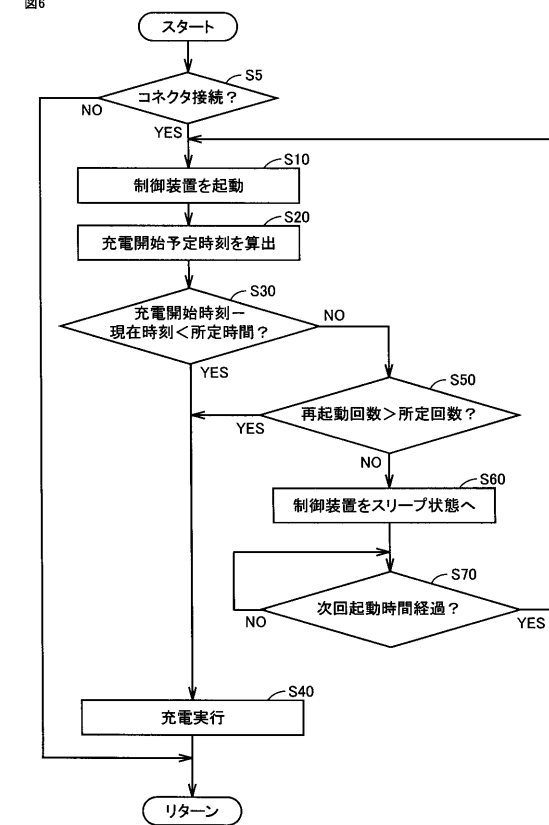 図6
スタート
S5
コネクタ接続？
NO
YES
S10
制御装置を起動
S20
充電開始予定時刻を算出
S30
充電開始時刻－
現在時刻＜所定時間？
NO
YES
S50
再起動回数＞所定回数？
YES
NO
S60
制御装置をスリープ状態へ
S70
次回起動時間経過？
NO
YES
S40
充電実行
リターン